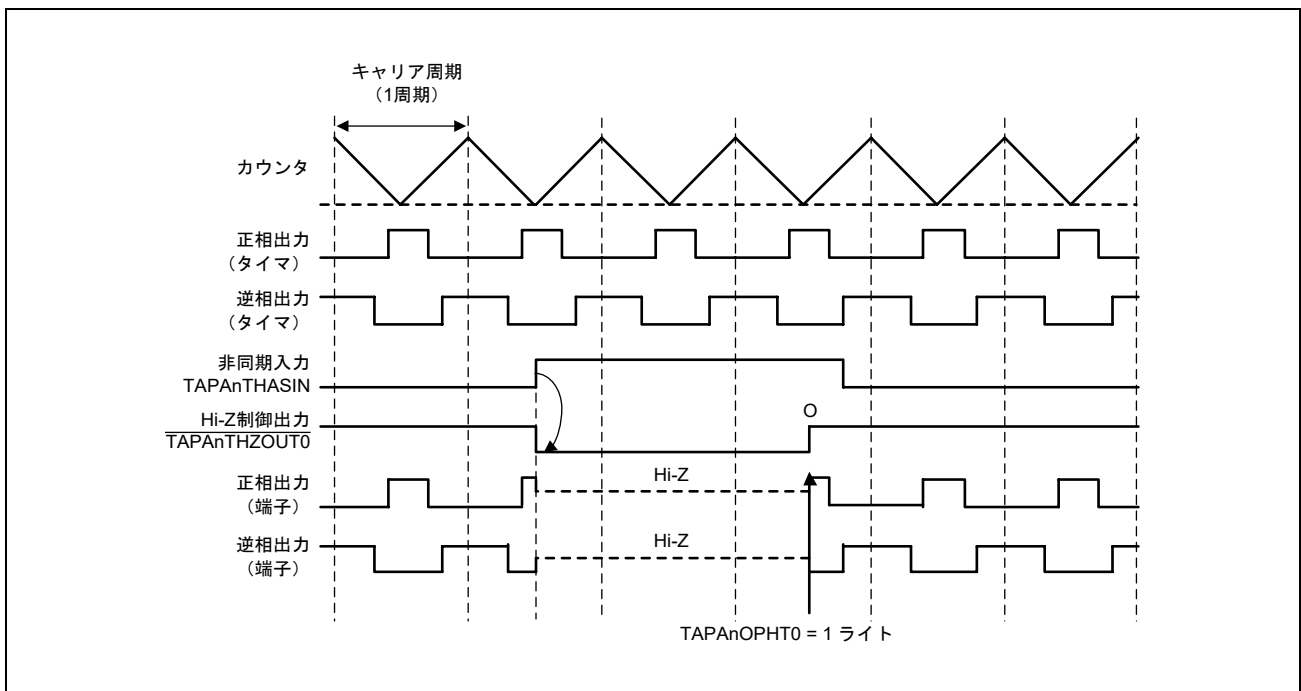 キャリア周期
（1周期）
カウンタ
正相出力
（タイマ）
逆相出力
（タイマ）
非同期入力
TAPAnTHASIN
Hi-Z制御出力
TAPAnTHZOUT0
O
正相出力
（端子）
Hi-Z
逆相出力
（端子）
Hi-Z
TAPAnOPHT0 = 1 ライト